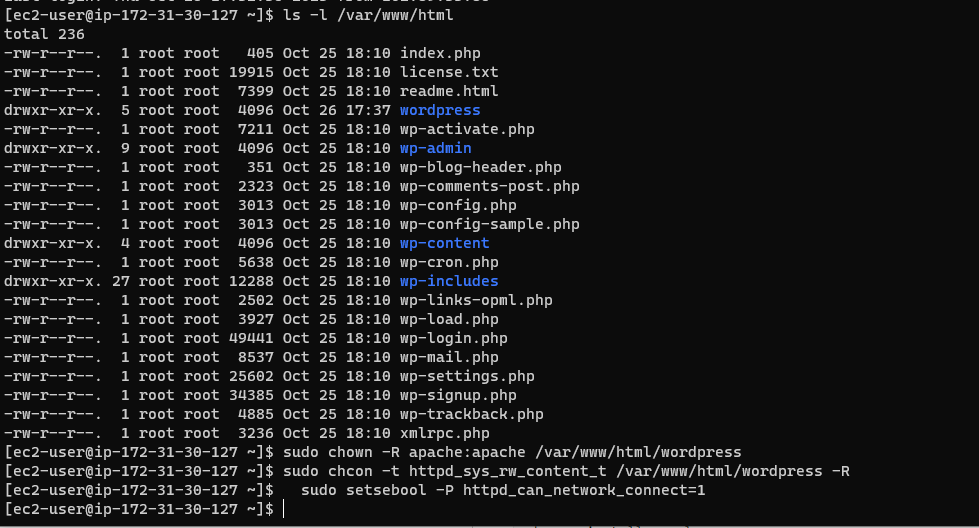 [ec2-user@ip-172-31-30-127 ~]$ ls -l /var/www/html
total 236
-rw-r--r--.  1 root root   405 Oct 25 18:10 index.php
-rw-r--r--.  1 root root 19915 Oct 25 18:10 license.txt
-rw-r--r--.  1 root root  7399 Oct 25 18:10 readme.html
drwxr-xr-x.  5 root root  4096 Oct 26 17:37 wordpress
-rw-r--r--.  1 root root  7211 Oct 25 18:10 wp-activate.php
drwxr-xr-x.  9 root root  4096 Oct 25 18:10 wp-admin
-rw-r--r--.  1 root root   351 Oct 25 18:10 wp-blog-header.php
-rw-r--r--.  1 root root  2323 Oct 25 18:10 wp-comments-post.php
-rw-r--r--.  1 root root  3013 Oct 25 18:10 wp-config.php
-rw-r--r--.  1 root root  3013 Oct 25 18:10 wp-config-sample.php
drwxr-xr-x.  4 root root  4096 Oct 25 18:10 wp-content
-rw-r--r--.  1 root root  5638 Oct 25 18:10 wp-cron.php
drwxr-xr-x. 27 root root 12288 Oct 25 18:10 wp-includes
-rw-r--r--.  1 root root  2502 Oct 25 18:10 wp-links-opml.php
-rw-r--r--.  1 root root  3927 Oct 25 18:10 wp-load.php
-rw-r--r--.  1 root root 49441 Oct 25 18:10 wp-login.php
-rw-r--r--.  1 root root  8537 Oct 25 18:10 wp-mail.php
-rw-r--r--.  1 root root 25602 Oct 25 18:10 wp-settings.php
-rw-r--r--.  1 root root 34385 Oct 25 18:10 wp-signup.php
-rw-r--r--.  1 root root  4885 Oct 25 18:10 wp-trackback.php
-rw-r--r--.  1 root root  3236 Oct 25 18:10 xmlrpc.php
[ec2-user@ip-172-31-30-127 ~]$ sudo chown -R apache:apache /var/www/html/wordpress
[ec2-user@ip-172-31-30-127 ~]$ sudo chcon -t httpd_sys_rw_content_t /var/www/html/wordpress -R
[ec2-user@ip-172-31-30-127 ~]$   sudo setsebool -P httpd_can_network_connect=1
[ec2-user@ip-172-31-30-127 ~]$